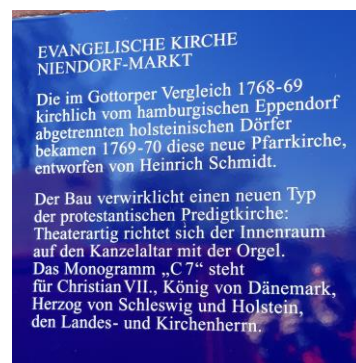 EVANGELISCHE KIRCHE
NIENDORF-MARKT
Die im Gottorper Vergleich 1768-69
kirchlich vom hamburgischen Eppendorf
abgetrennten holsteinischen Dörfer
bekamen 1769-70 diese neue Pfarrkirche,
entworfen von Heinrich Schmidt.
Der Bau verwirklicht einen neuen Typ
der protestantischen Predigtkirche:
Theaterartig richtet sich der Innenraum
auf den Kanzelaltar mit der Orgel.
Das Monogramm „C 7“ steht
für Christian VII., König von Dänemark,
Herzog von Schleswig und Holstein,
den Landes- und Kirchenherrn.